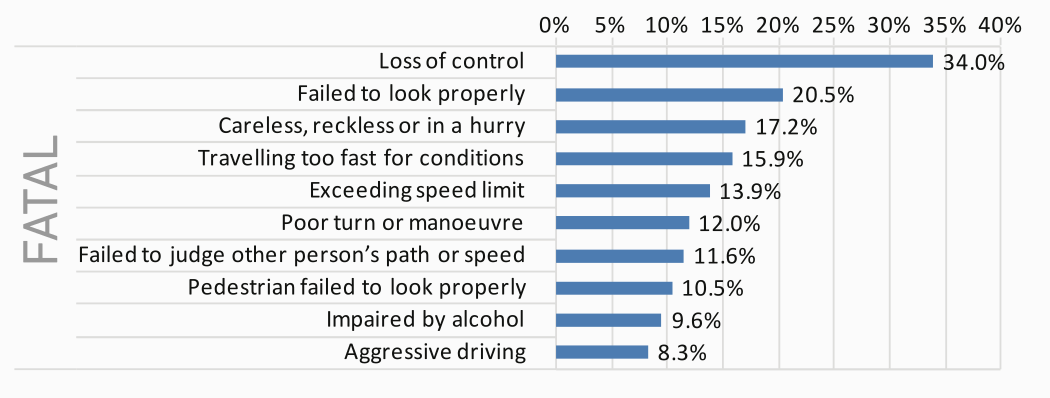 0% 5% 10% 15% 20% 25% 30% 35% 40%
FATAL
Loss of control 34.0%
Failed to look properly 20.5%
Careless, reckless or in a hurry 17.2%
Travelling too fast for conditions 15.9%
Exceeding speed limit 13.9%
Poor turn or manoeuvre 12.0%
Failed to judge other person’s path or speed 11.6%
Pedestrian failed to look properly 10.5%
Impaired by alcohol 9.6%
Aggressive driving 8.3%